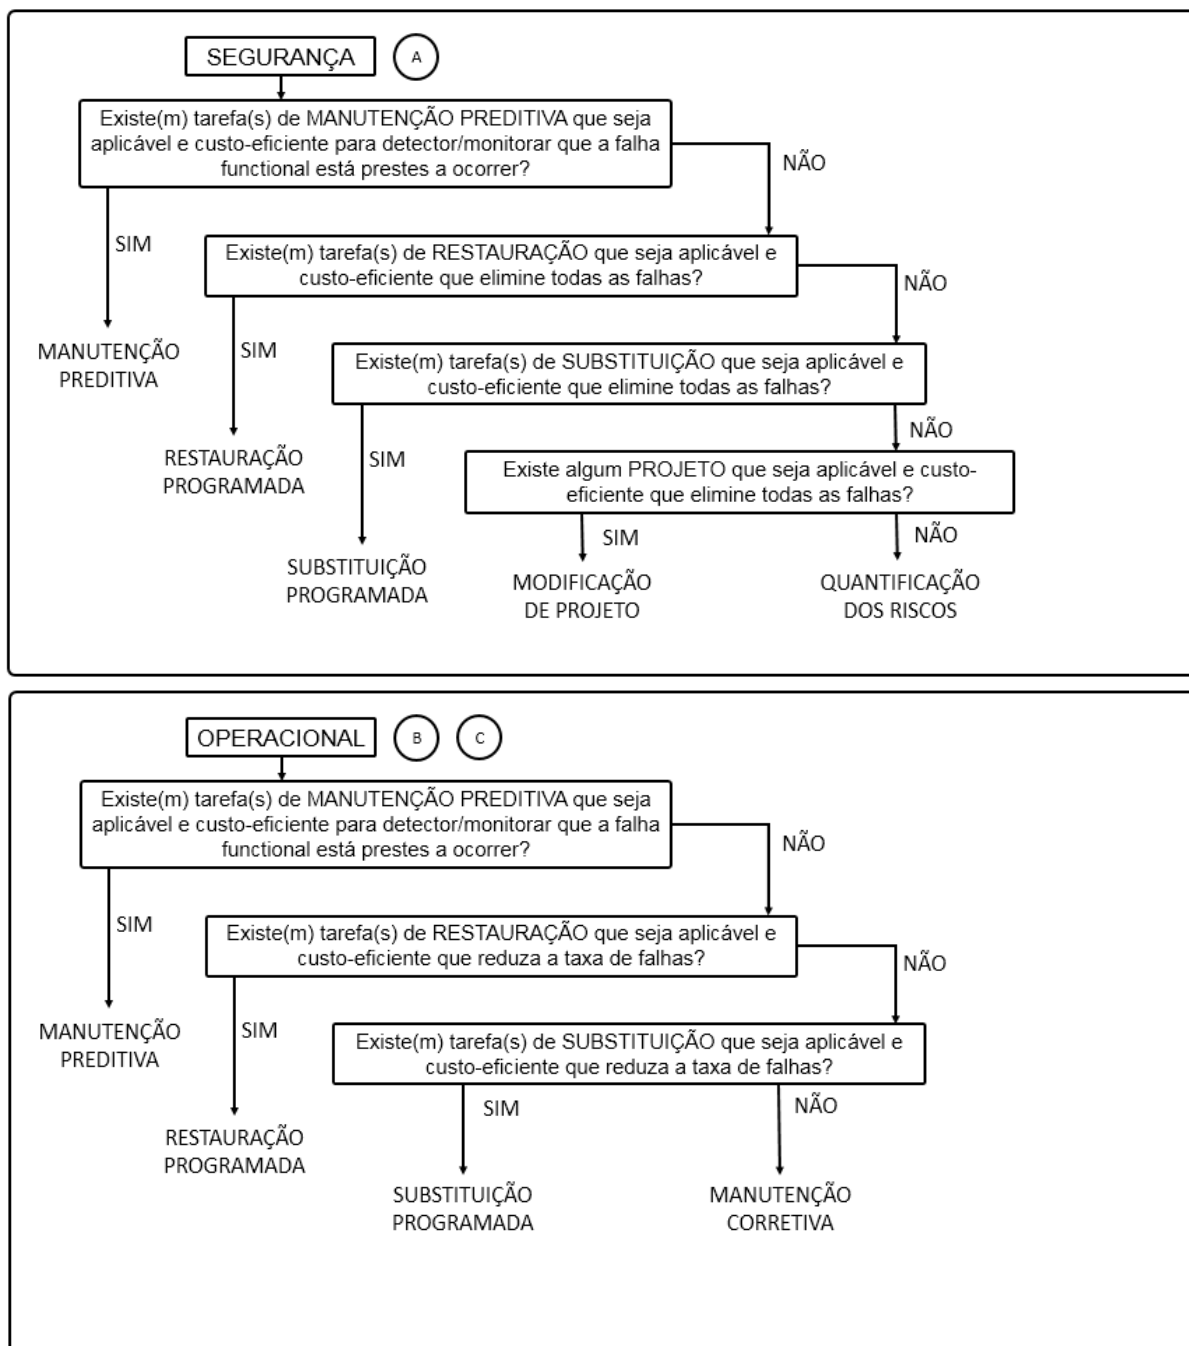 SEGURANÇA
A
Existe(m) tarefa(s) de MANUTENÇÃO PREDITIVA que seja
aplicável e custo-eficiente para detector/monitorar que a falha
functional está prestes a ocorrer?
NÃO
SIM
Existe(m) tarefa(s) de RESTAURAÇÃO que seja aplicável e
custo-eficiente que elimine todas as falhas?
NÃO
MANUTENÇÃO
PREDITIVA
SIM
Existe(m) tarefa(s) de SUBSTITUIÇÃO que seja aplicável e
custo-eficiente que elimine todas as falhas?
NÃO
RESTAURAÇÃO
PROGRAMADA
SIM
Existe algum PROJETO que seja aplicável e custo-
eficiente que elimine todas as falhas?
SIM
NÃO
SUBSTITUIÇÃO
PROGRAMADA
MODIFICAÇÃO
DE PROJETO
QUANTIFICAÇÃO
DOS RISCOS
OPERACIONAL
B
C
Existe(m) tarefa(s) de MANUTENÇÃO PREDITIVA que seja
aplicável e custo-eficiente para detector/monitorar que a falha
functional está prestes a ocorrer?
NÃO
SIM
Existe(m) tarefa(s) de RESTAURAÇÃO que seja aplicável e
custo-eficiente que reduza a taxa de falhas?
NÃO
MANUTENÇÃO
PREDITIVA
SIM
Existe(m) tarefa(s) de SUBSTITUIÇÃO que seja aplicável e
custo-eficiente que reduza a taxa de falhas?
SIM
NÃO
RESTAURAÇÃO
PROGRAMADA
SUBSTITUIÇÃO
PROGRAMADA
MANUTENÇÃO
CORRETIVA